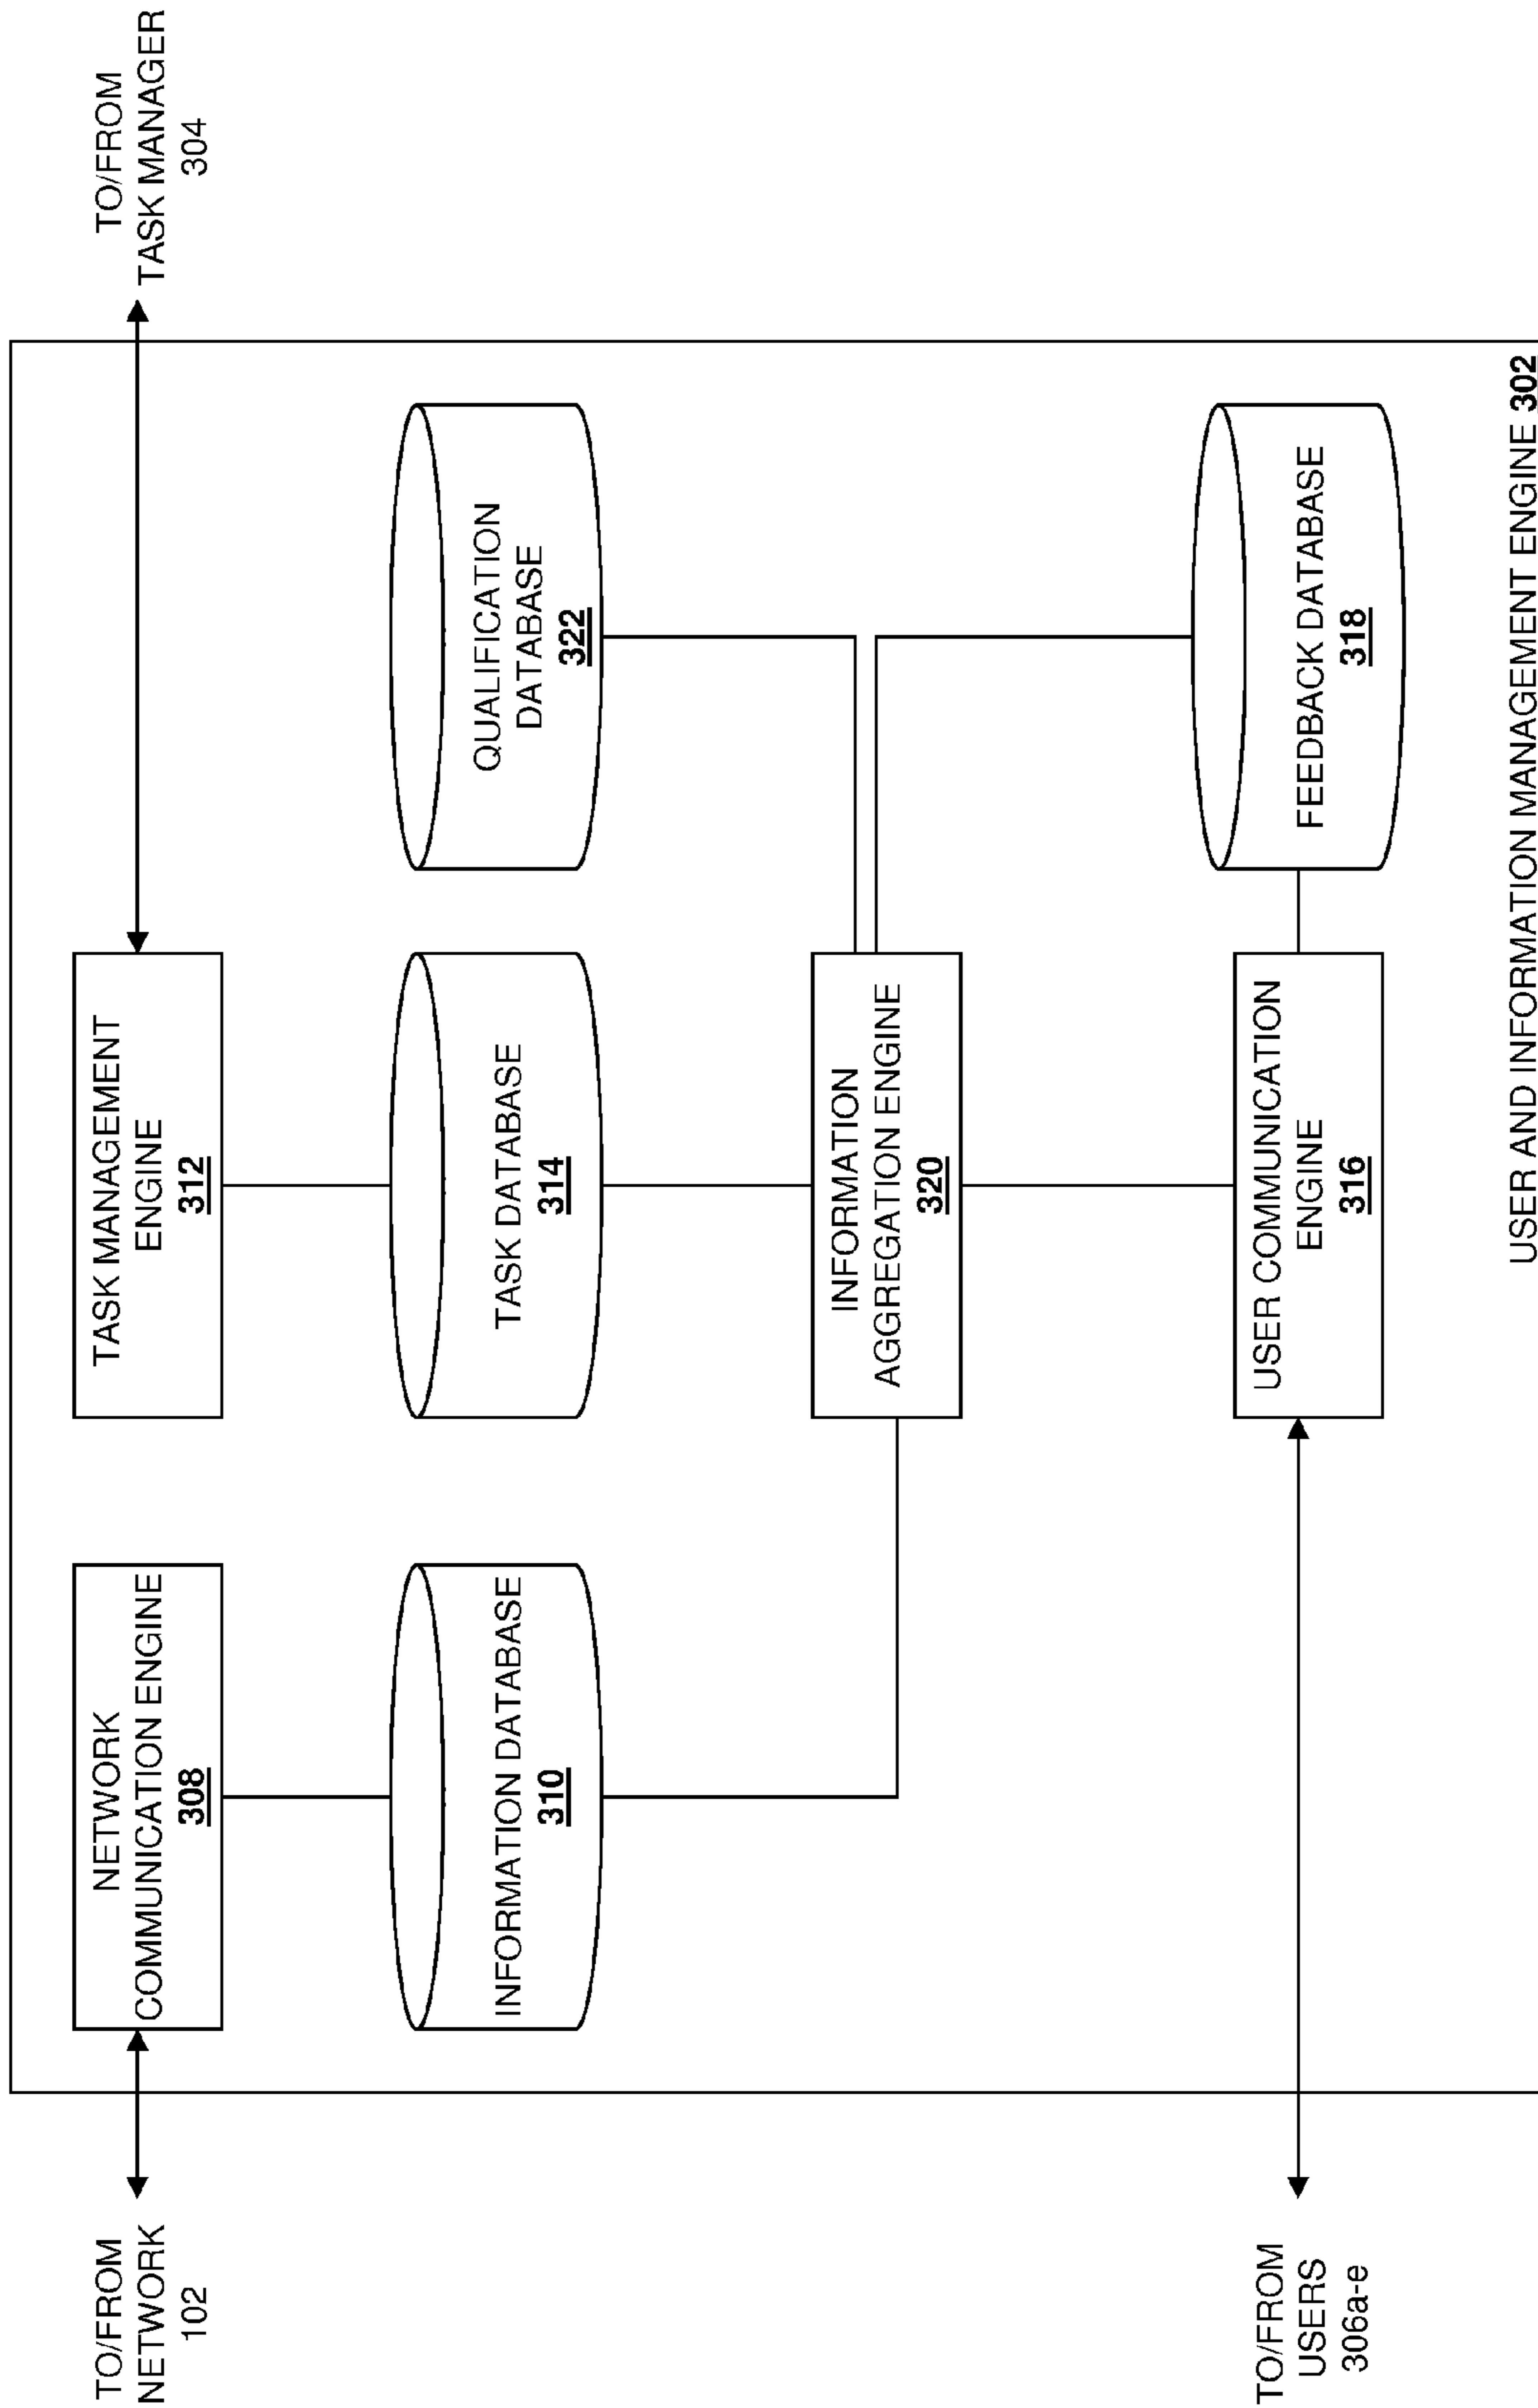 TO/FROM
NETWORK
102
NETWORK
COMMUNICATION ENGINE
308
TASK MANAGEMENT
ENGINE
312
TO/FROM
TASK MANAGER
304
INFORMATION DATABASE
310
TASK DATABASE
314
QUALIFICATION
DATABASE
322
INFORMATION
AGGREGATION ENGINE
320
TO/FROM
USERS
306a-e
USER COMMUNICATION
ENGINE
316
FEEDBACK DATABASE
318
USER AND INFORMATION MANAGEMENT ENGINE 302